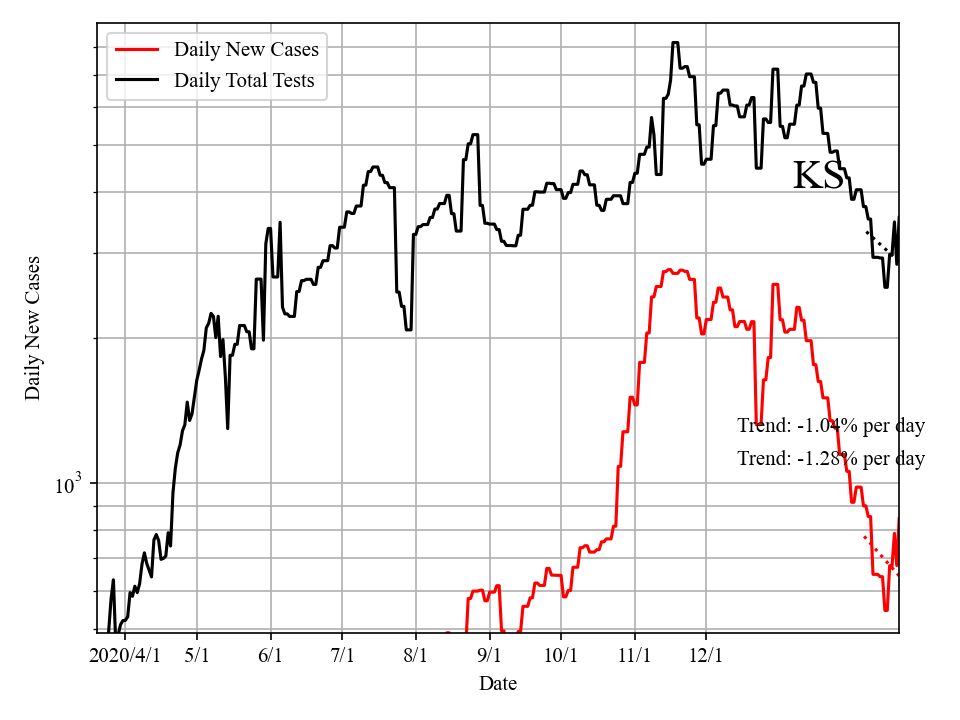 Daily New Cases
Daily Total Tests
KS
Daily New Cases
Trend: -1.04% per day
Trend: -1.28% per day
10³
2020/4/1 5/1 6/1 7/1 8/1 9/1 10/1 11/1 12/1
Date